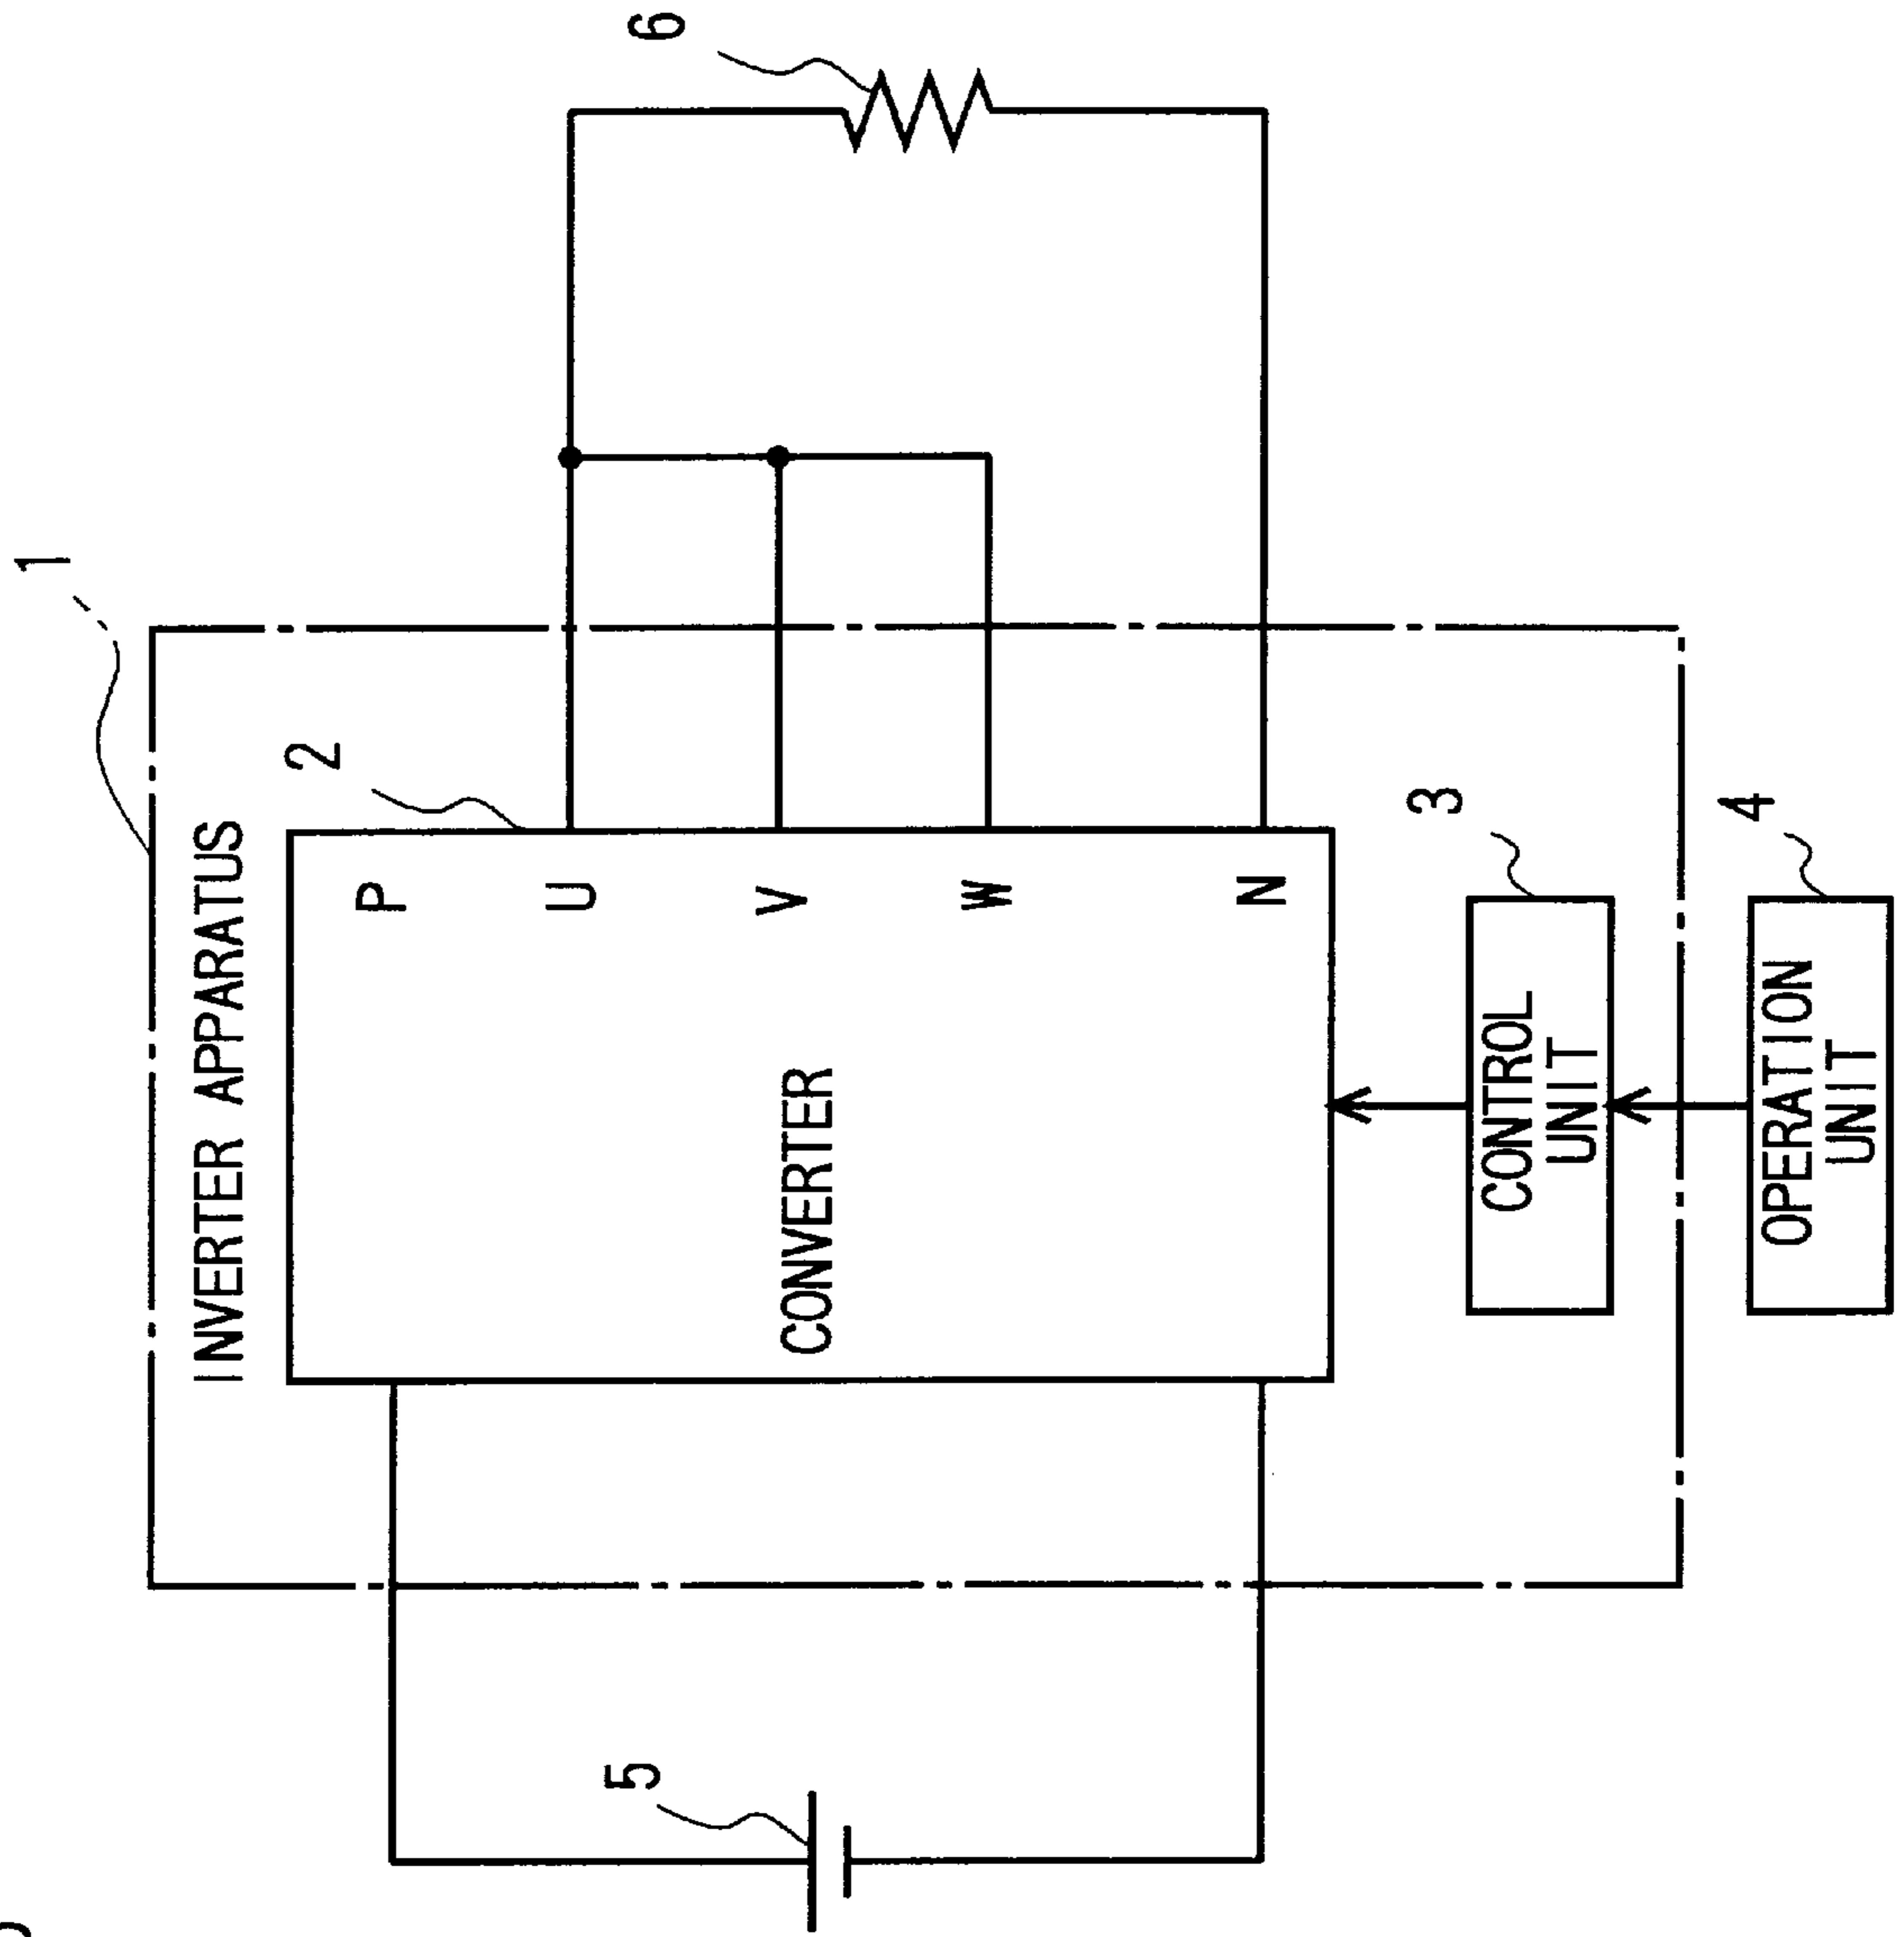 1
INVERTER APPARATUS
2
P
U
V
W
N
CONVERTER
3
CONTROL
UNIT
4
OPERATION
UNIT
5
6